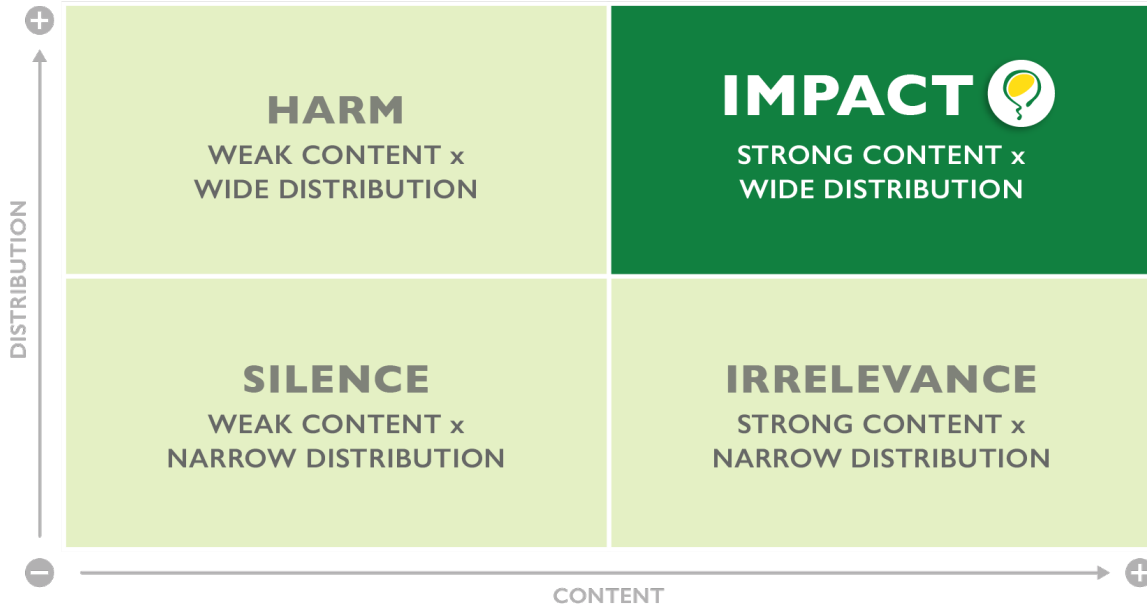 HARM
WEAK CONTENT x
WIDE DISTRIBUTION
IMPACT
STRONG CONTENT x
WIDE DISTRIBUTION
SILENCE
WEAK CONTENT x
NARROW DISTRIBUTION
IRRELEVANCE
STRONG CONTENT x
NARROW DISTRIBUTION
DISTRIBUTION
CONTENT